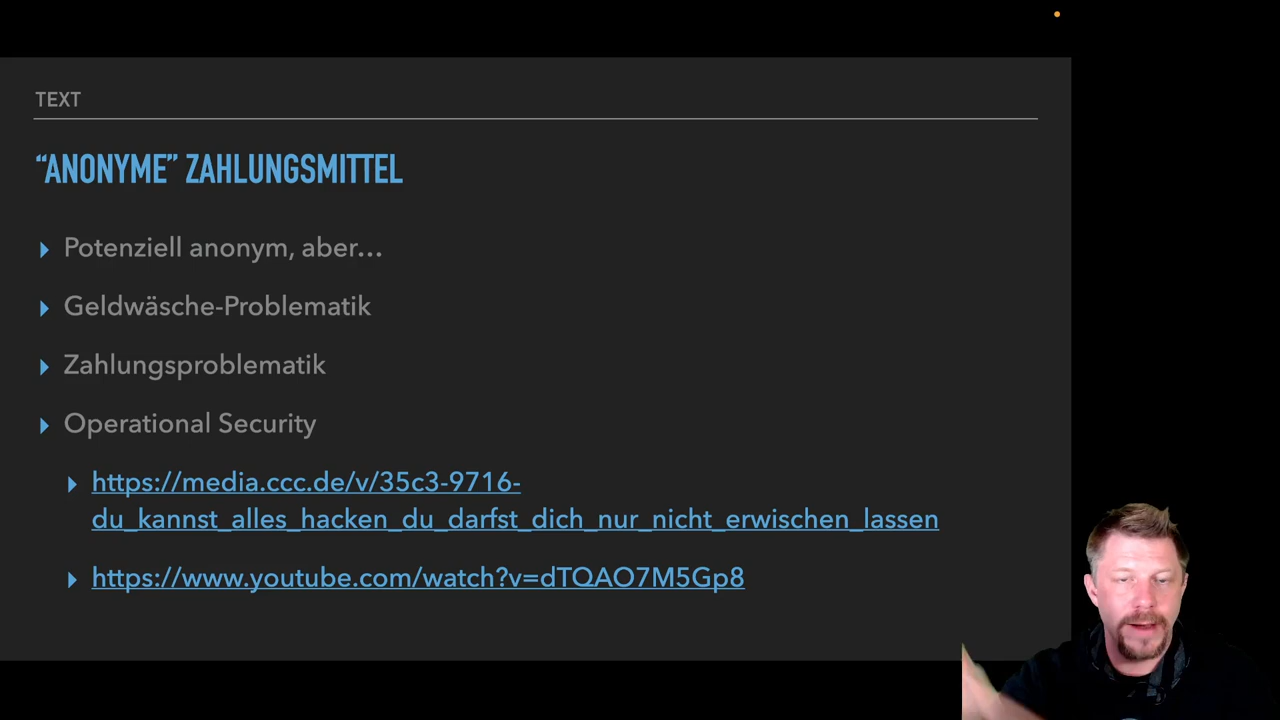 TEXT
“ANONYME” ZAHLUNGSMITTEL
Potenziell anonym, aber…
Geldwäsche-Problematik
Zahlungsproblematik
Operational Security
https://media.ccc.de/v/35c3-9716-
du_kannst_alles_hacken_du_darfst_dich_nur_nicht_erwischen_lassen
https://www.youtube.com/watch?v=dTQAO7M5Gp8